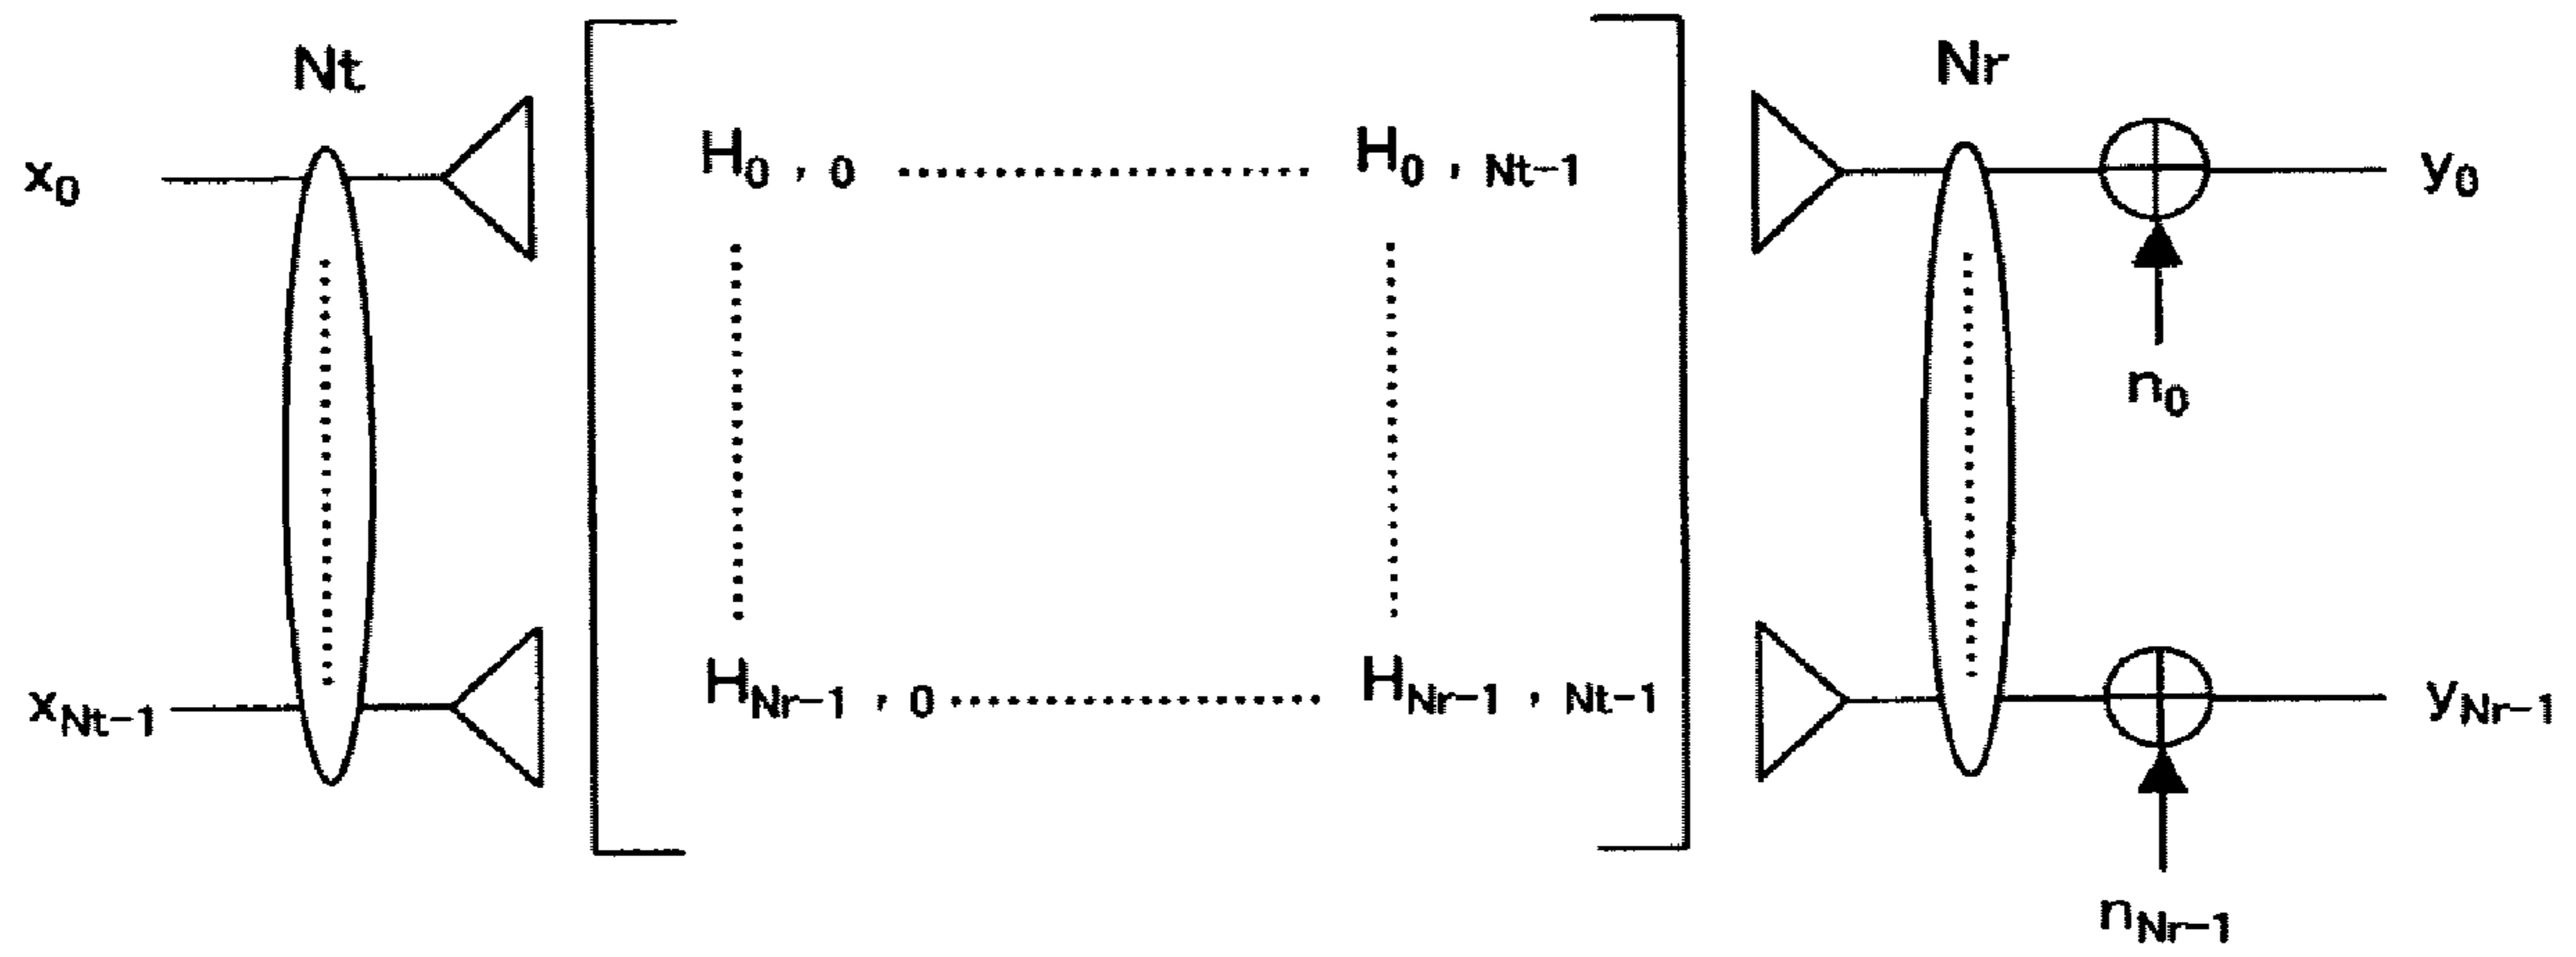 Nt Nr
x0 H0 , 0 H0 , Nt-1 y0
n0
xNt-1 HNr-1 , 0 HNr-1 , Nt-1 yNr-1
nNr-1